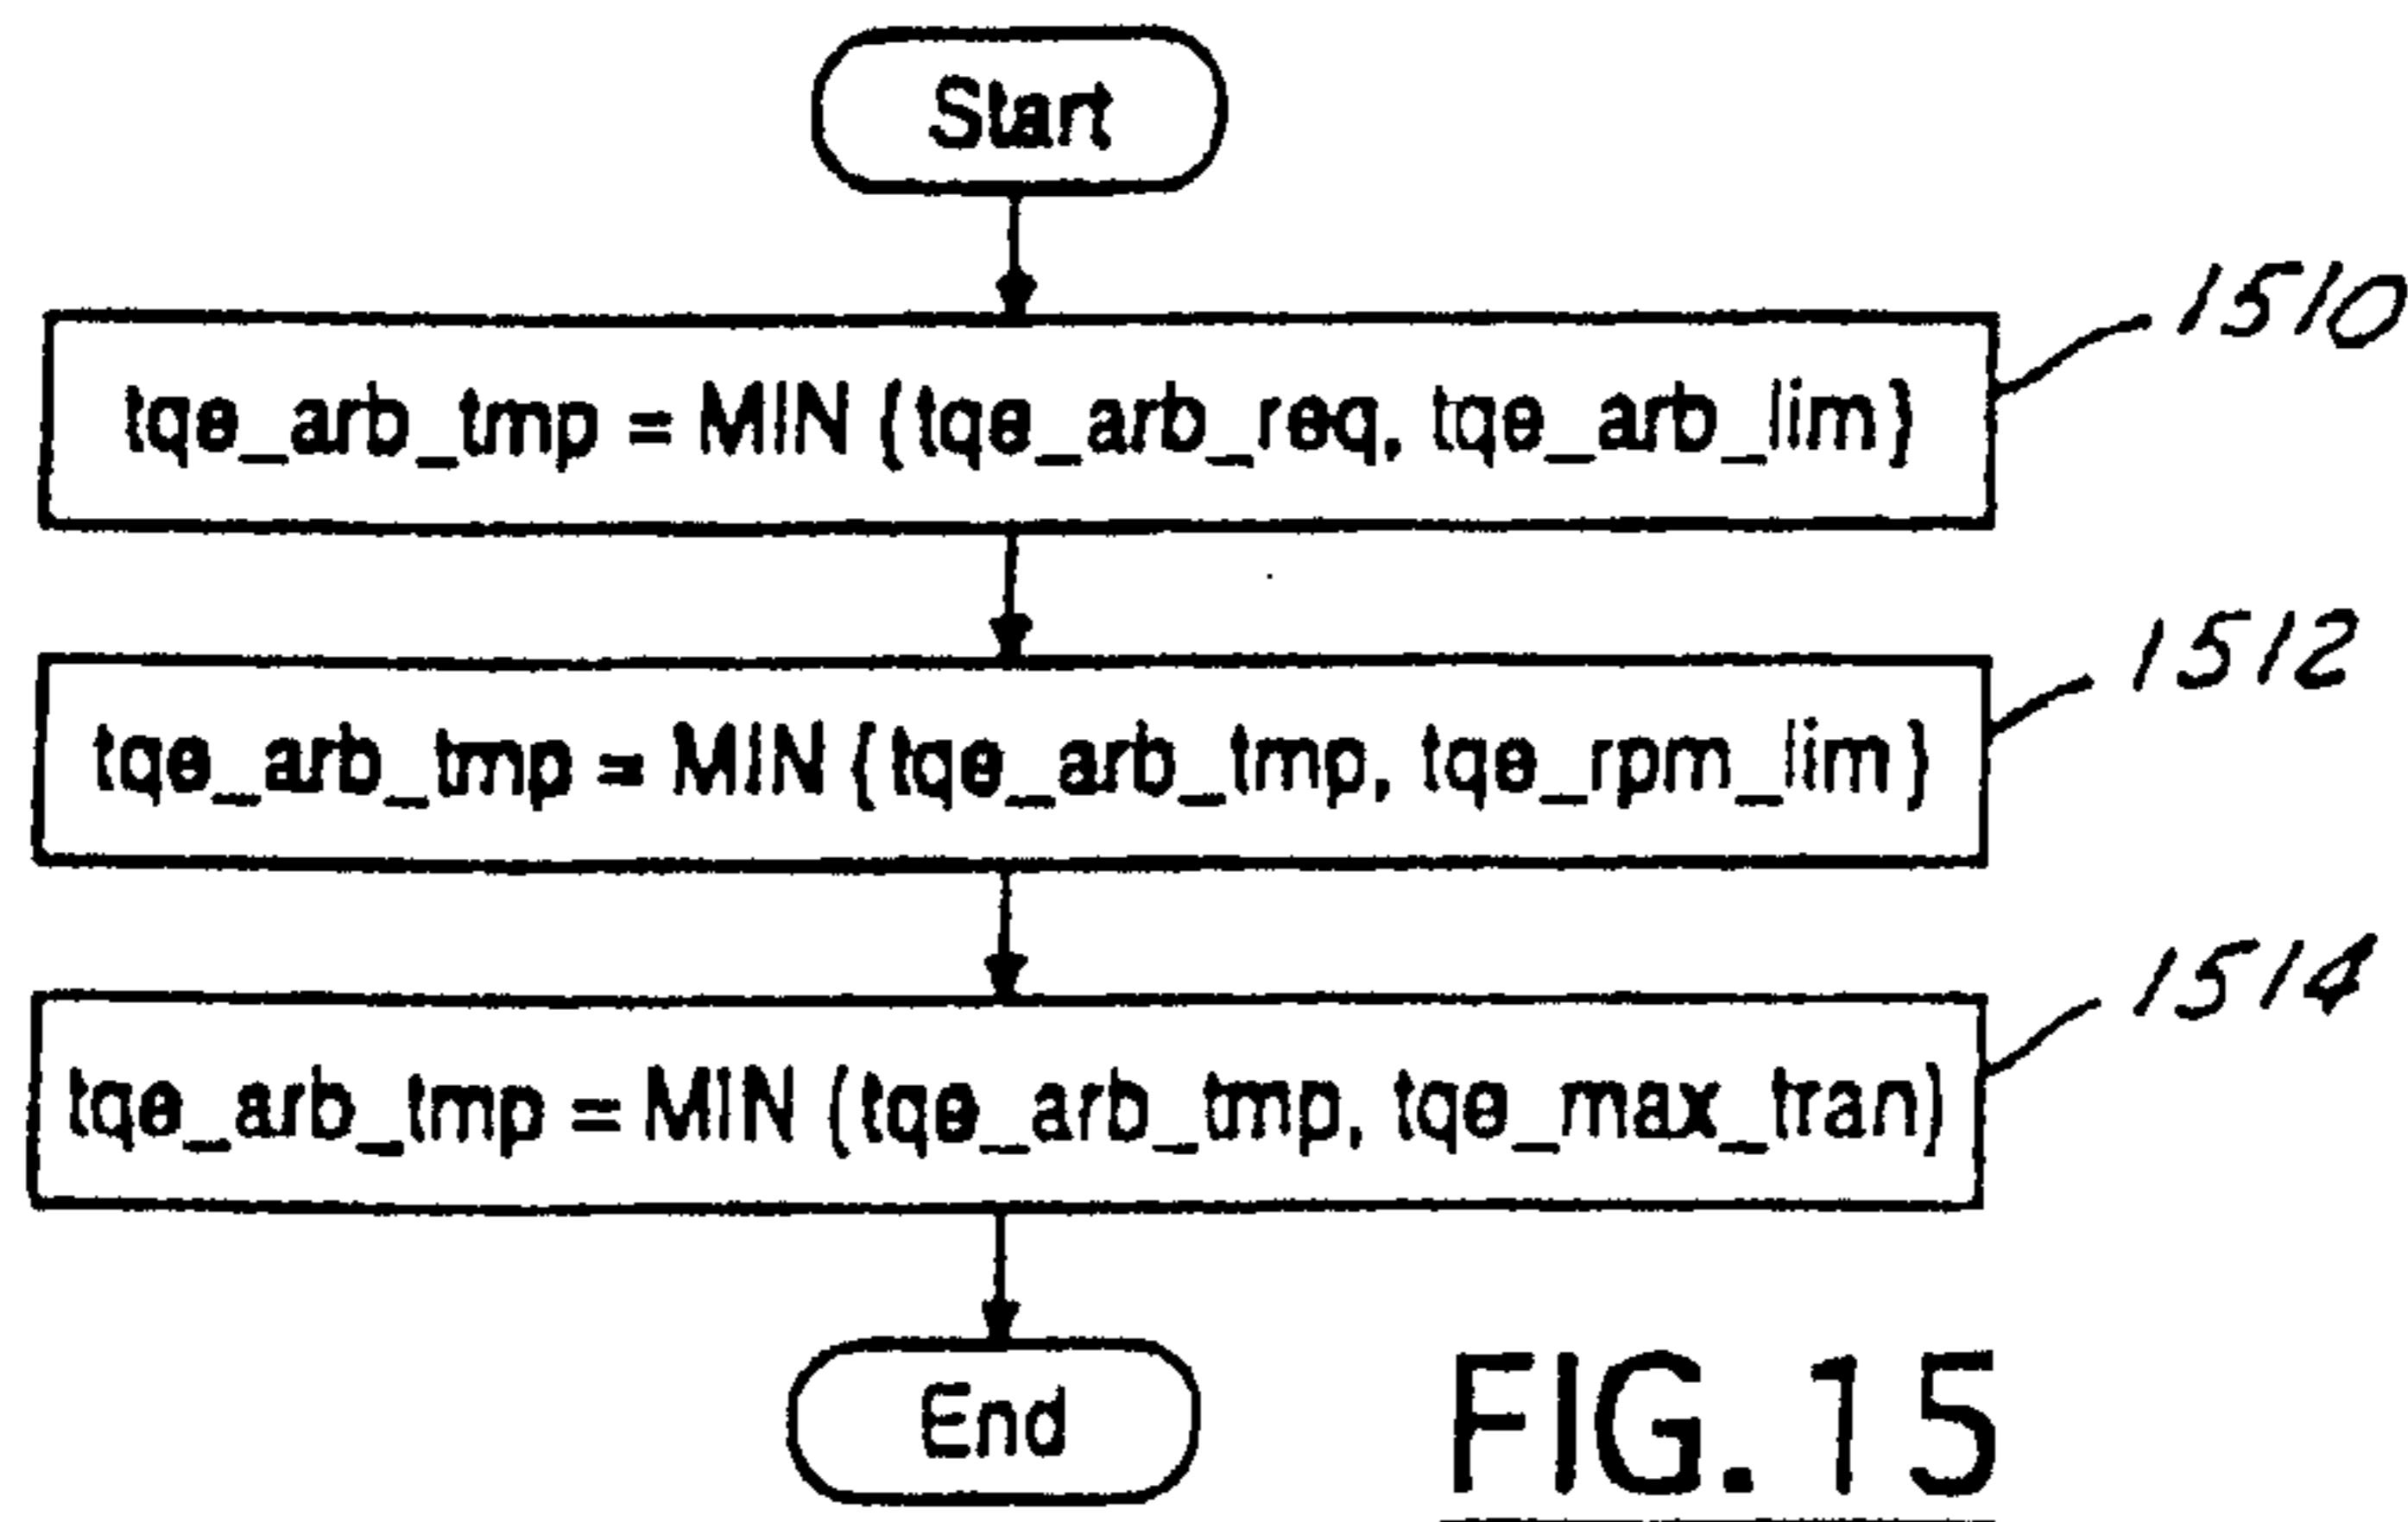 Start
tqe_arb_tmp = MIN (tqe_arb_req, tqe_arb_lim)
1510
tqe_arb_tmp = MIN (tqe_arb_tmp, tqe_rpm_lim)
1512
tqe_arb_tmp = MIN (tqe_arb_tmp, tqe_max_tran)
1514
End
FIG. 15